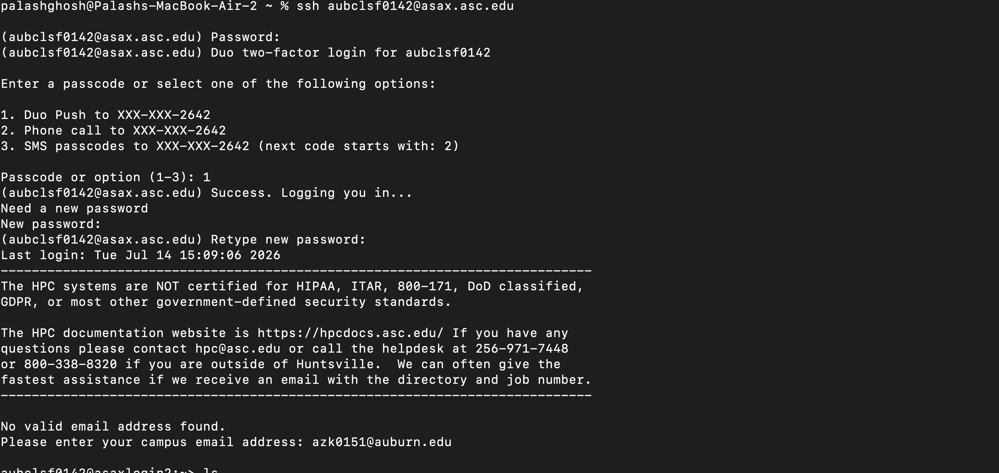 palashghosh@Palashs-MacBook-Air-2 ~ % ssh aubclsf0142@asax.asc.edu
(aubclsf0142@asax.asc.edu) Password:
(aubclsf0142@asax.asc.edu) Duo two-factor login for aubclsf0142
Enter a passcode or select one of the following options:
1. Duo Push to XXX-XXX-2642
2. Phone call to XXX-XXX-2642
3. SMS passcodes to XXX-XXX-2642 (next code starts with: 2)
Passcode or option (1-3): 1
(aubclsf0142@asax.asc.edu) Success. Logging you in...
Need a new password
New password:
(aubclsf0142@asax.asc.edu) Retype new password:
Last login: Tue Jul 14 15:09:06 2026
----------------------------------------------------------------------------
The HPC systems are NOT certified for HIPAA, ITAR, 800-171, DoD classified,
GDPR, or most other government-defined security standards.
The HPC documentation website is https://hpcdocs.asc.edu/ If you have any
questions please contact hpc@asc.edu or call the helpdesk at 256-971-7448
or 800-338-8320 if you are outside of Huntsville.  We can often give the
fastest assistance if we receive an email with the directory and job number.
----------------------------------------------------------------------------
No valid email address found.
Please enter your campus email address: azk0151@auburn.edu
aubclsf0142@asaxlogin2:~> ls